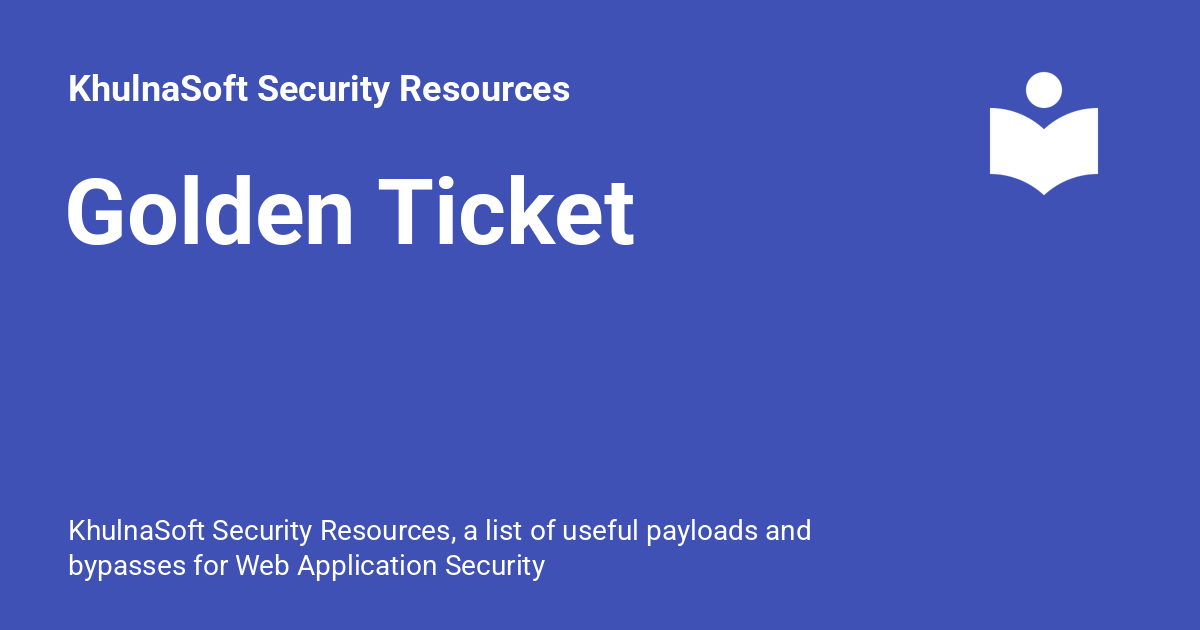 KhulnaSoft Security Resources
Golden Ticket
KhulnaSoft Security Resources, a list of useful payloads and
bypasses for Web Application Security